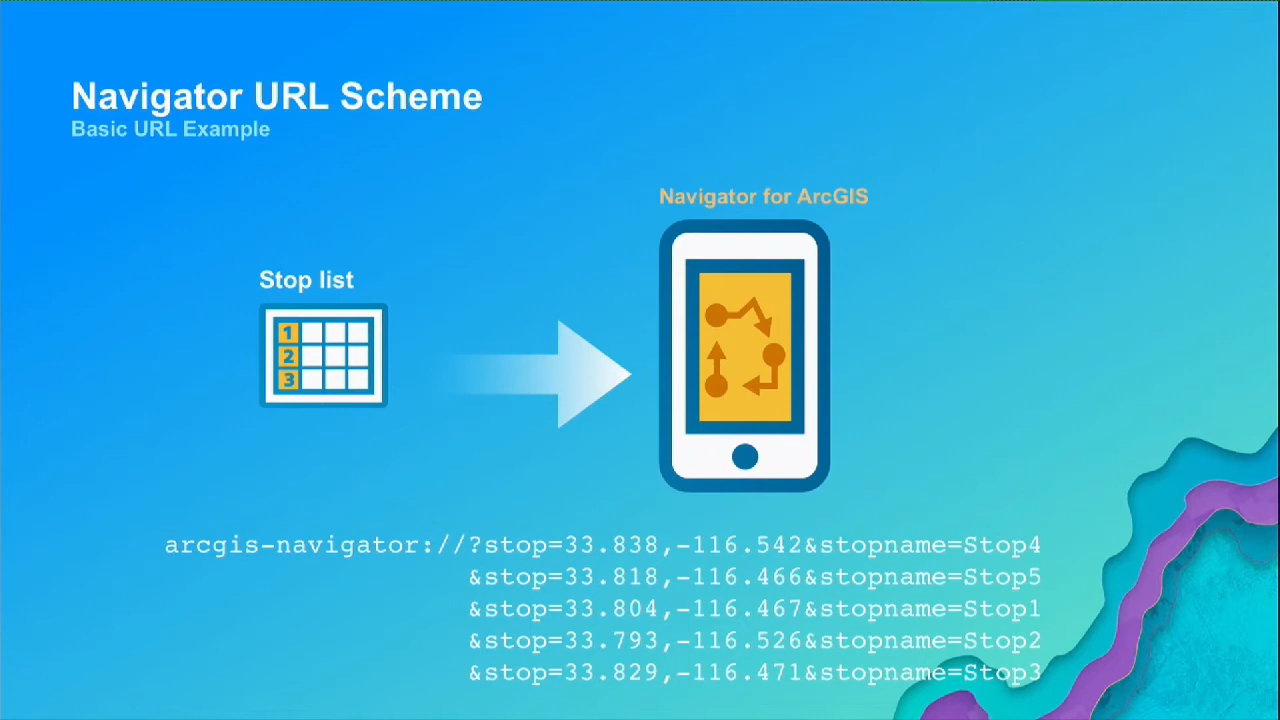 Navigator URL Scheme
Basic URL Example
Navigator for ArcGIS
Stop list
1
2
3
arcgis-navigator://?stop=33.838,-116.542&stopname=Stop4
&stop=33.818,-116.466&stopname=Stop5
&stop=33.804,-116.467&stopname=Stop1
&stop=33.793,-116.526&stopname=Stop2
&stop=33.829,-116.471&stopname=Stop3